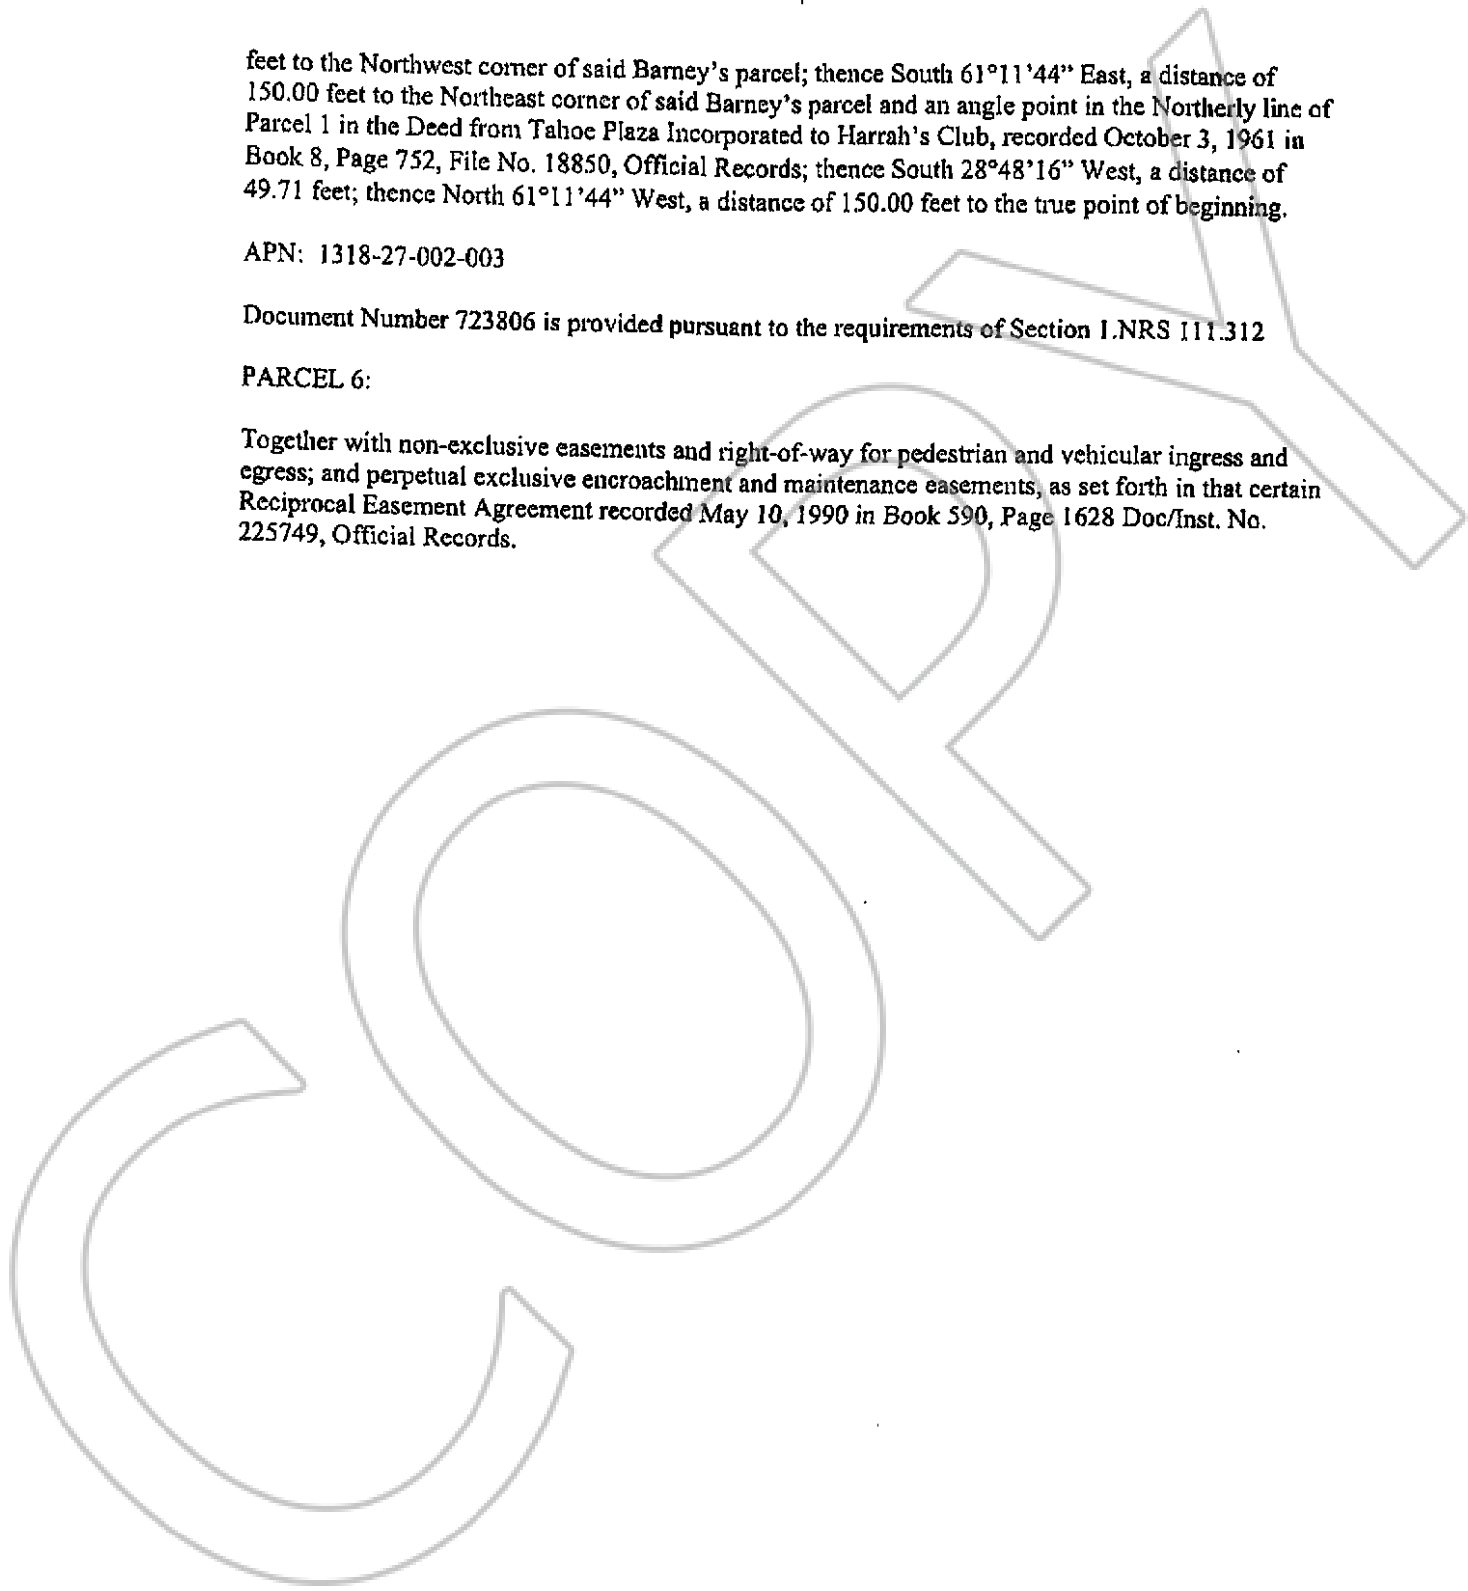 feet to the Northwest corner of said Barney's parcel; thence South 61°11'44" East, a distance of
150.00 feet to the Northeast corner of said Barney's parcel and an angle point in the Northerly line of
Parcel 1 in the Deed from Tahoe Plaza Incorporated to Harrah's Club, recorded October 3, 1961 in
Book 8, Page 752, File No. 18850, Official Records; thence South 28°48'16" West, a distance of
49.71 feet; thence North 61°11'44" West, a distance of 150.00 feet to the true point of beginning.
APN: 1318-27-002-003
Document Number 723806 is provided pursuant to the requirements of Section 1.NRS 111.312
PARCEL 6:
Together with non-exclusive easements and right-of-way for pedestrian and vehicular ingress and
egress; and perpetual exclusive encroachment and maintenance easements, as set forth in that certain
Reciprocal Easement Agreement recorded May 10, 1990 in Book 590, Page 1628 Doc/Inst. No.
225749, Official Records.
COPY